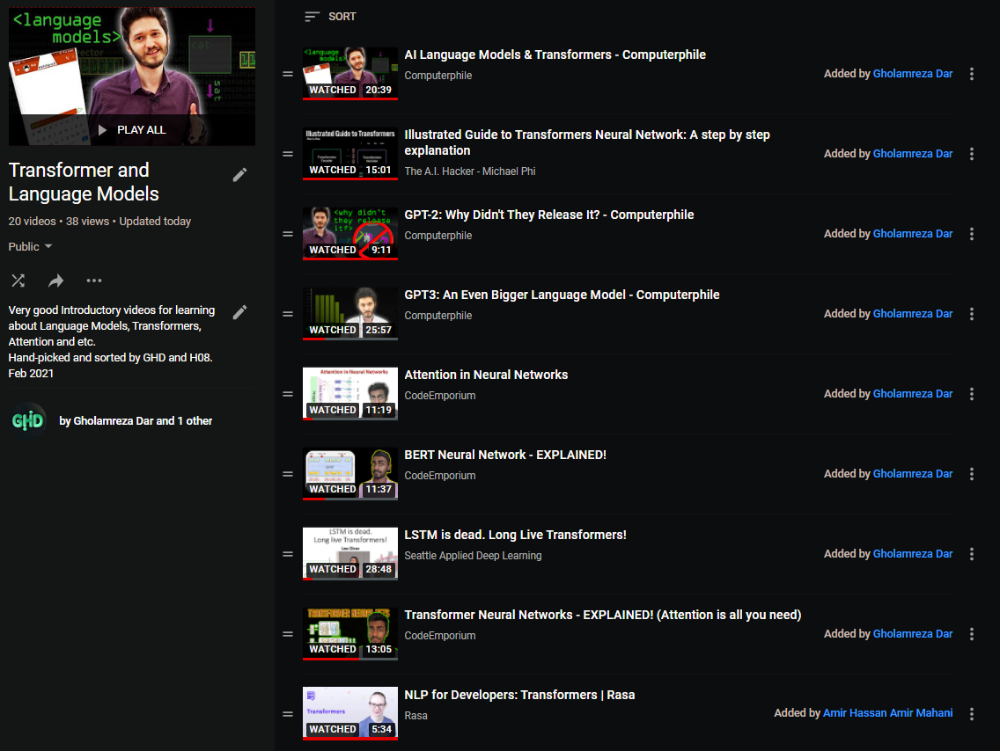 <language
models>
PLAY ALL
Transformer and
Language Models
20 videos • 38 views • Updated today
Public
Very good Introductory videos for learning
about Language Models, Transformers,
Attention and etc.
Hand-picked and sorted by GHD and H08.
Feb 2021
GHD
by Gholamreza Dar and 1 other
SORT
<language
models>
WATCHED 20:39
AI Language Models & Transformers - Computerphile
Computerphile
Added by Gholamreza Dar
Illustrated Guide to Transformers
WATCHED 15:01
Illustrated Guide to Transformers Neural Network: A step by step
explanation
The A.I. Hacker - Michael Phi
Added by Gholamreza Dar
<why didn't
they release
it?>
WATCHED 9:11
GPT-2: Why Didn't They Release It? - Computerphile
Computerphile
Added by Gholamreza Dar
WATCHED 25:57
GPT3: An Even Bigger Language Model - Computerphile
Computerphile
Added by Gholamreza Dar
Attention in Neural Networks
WATCHED 11:19
Attention in Neural Networks
CodeEmporium
Added by Gholamreza Dar
WATCHED 11:37
BERT Neural Network - EXPLAINED!
CodeEmporium
Added by Gholamreza Dar
LSTM is dead.
Long live Transformers!
WATCHED 28:48
LSTM is dead. Long Live Transformers!
Seattle Applied Deep Learning
Added by Gholamreza Dar
WATCHED 13:05
Transformer Neural Networks - EXPLAINED! (Attention is all you need)
CodeEmporium
Added by Gholamreza Dar
Transformers
WATCHED 5:34
NLP for Developers: Transformers | Rasa
Rasa
Added by Amir Hassan Amir Mahani